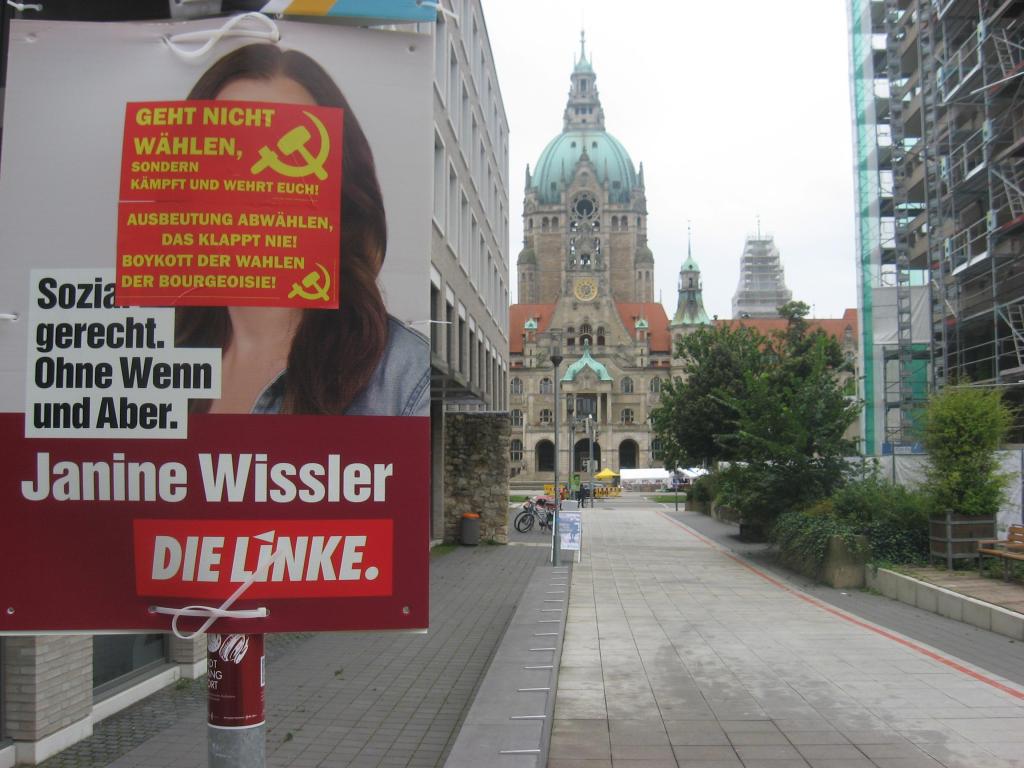 GEHT NICHT
WÄHLEN,
SONDERN
KÄMPFT UND WEHRT EUCH!
AUSBEUTUNG ABWÄHLEN,
DAS KLAPPT NIE!
BOYKOTT DER WAHLEN
DER BOURGEOISIE!
Sozia
gerecht.
Ohne Wenn
und Aber.
Janine Wissler
DIE LINKE.